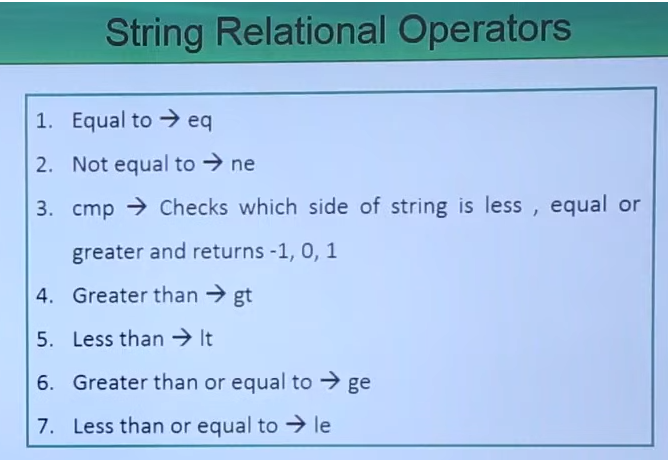 String Relational Operators
1. Equal to → eq
2. Not equal to → ne
3. cmp → Checks which side of string is less , equal or
greater and returns -1, 0, 1
4. Greater than → gt
5. Less than → lt
6. Greater than or equal to → ge
7. Less than or equal to → le